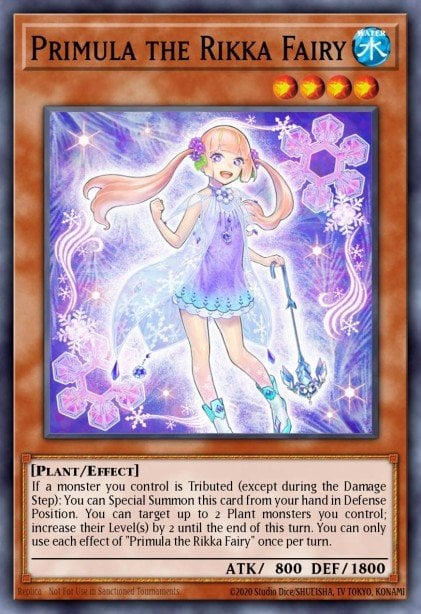 PRIMULA THE RIKKA FAIRY
WATER
水
[PLANT/EFFECT]
If a monster you control is Tributed (except during the Damage
Step): You can Special Summon this card from your hand in Defense
Position. You can target up to 2 Plant monsters you control;
increase their Level(s) by 2 until the end of this turn. You can only
use each effect of "Primula the Rikka Fairy" once per turn.
ATK/ 800 DEF/1800
Replica - Not For Use in Sanctioned Tournaments
©2020 Studio Dice/SHUEISHA, TV TOKYO, KONAMI